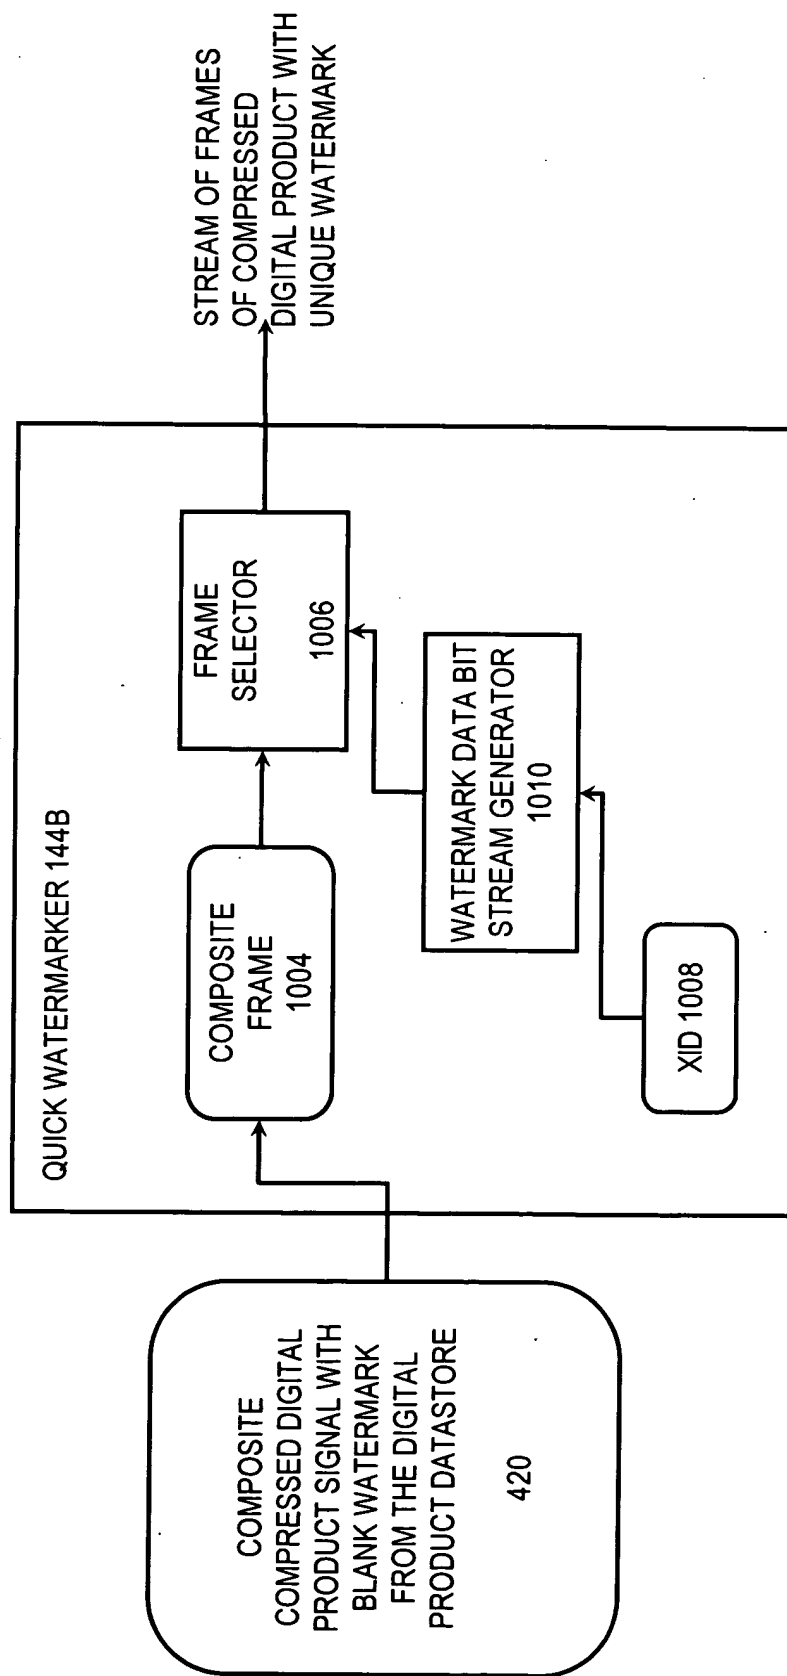 COMPOSITE
COMPRESSED DIGITAL
PRODUCT SIGNAL WITH
BLANK WATERMARK
FROM THE DIGITAL
PRODUCT DATASTORE
420
QUICK WATERMARKER 144B
COMPOSITE
FRAME
1004
FRAME
SELECTOR
1006
WATERMARK DATA BIT
STREAM GENERATOR
1010
XID 1008
STREAM OF FRAMES
OF COMPRESSED
DIGITAL PRODUCT WITH
UNIQUE WATERMARK